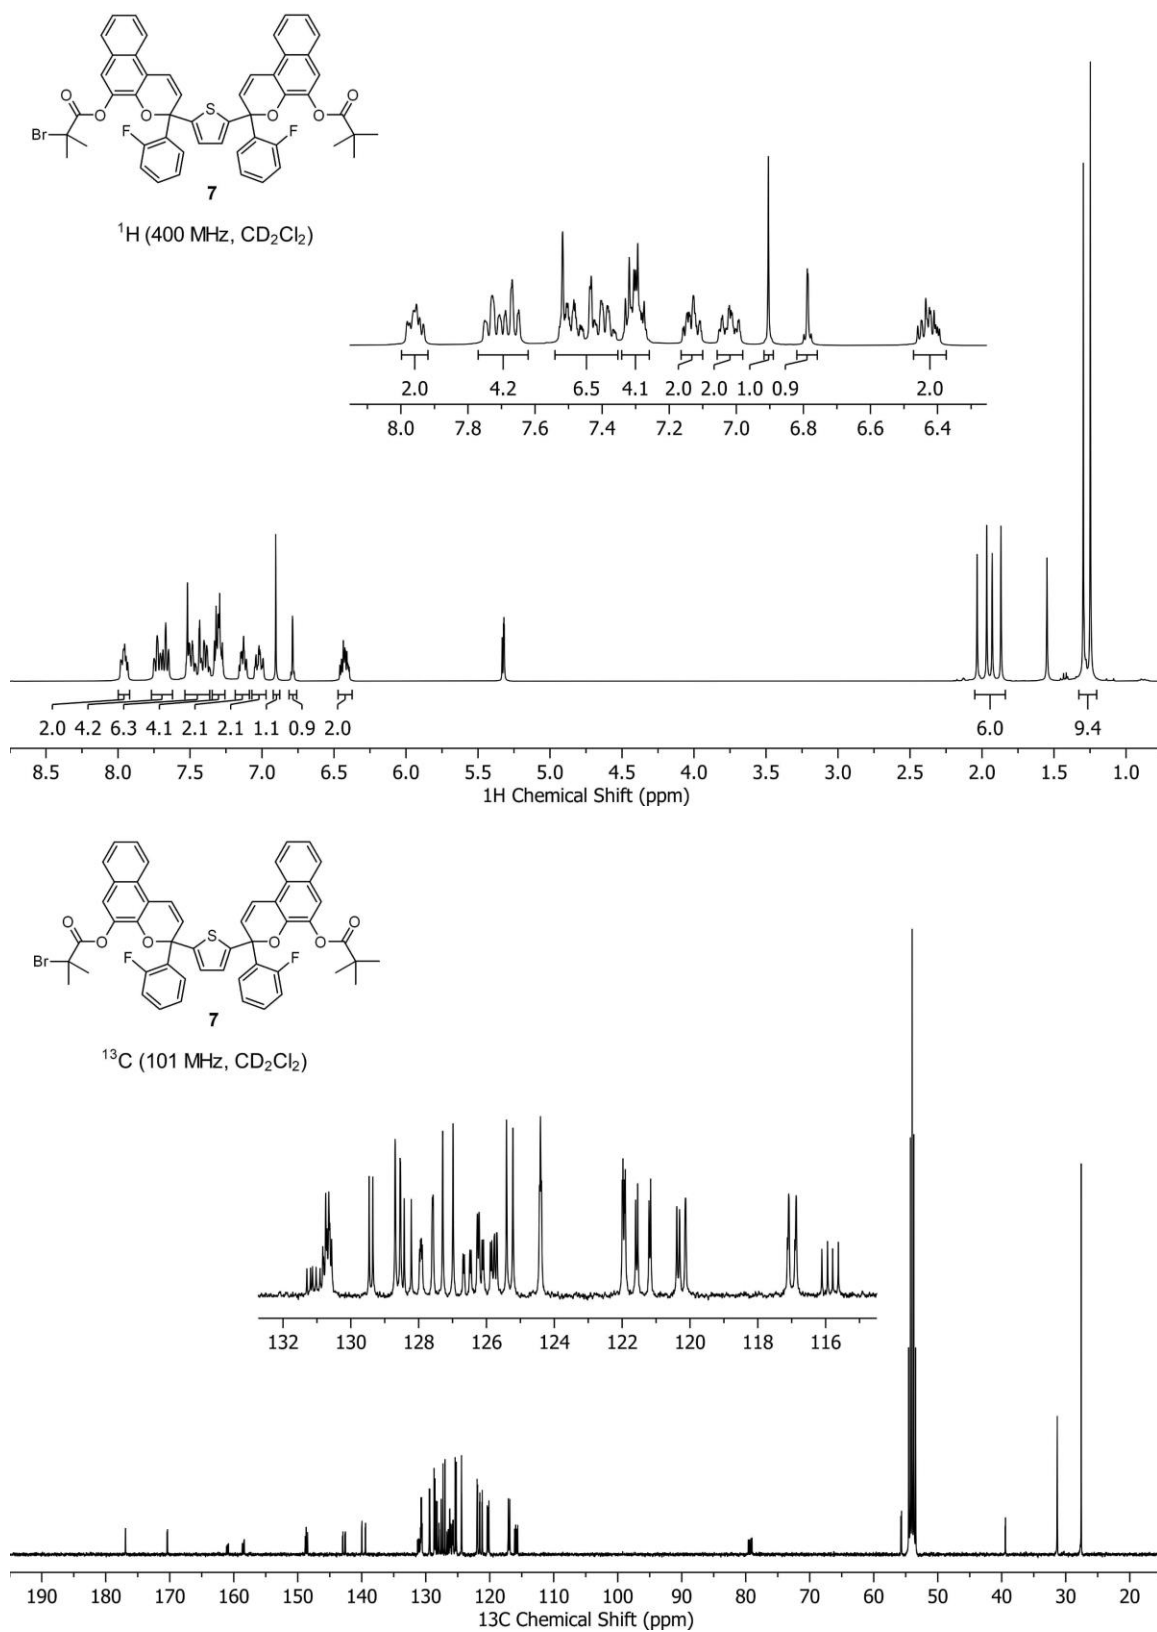 O
O
O
S
O
O
O
Br
F
F
7
¹H (400 MHz, CD₂Cl₂)
2.0 4.2 6.5 4.1 2.0 2.0 1.0 0.9 2.0
8.0 7.8 7.6 7.4 7.2 7.0 6.8 6.6 6.4
2.0 4.2 6.3 4.1 2.1 2.1 1.1 0.9 2.0 6.0 9.4
8.5 8.0 7.5 7.0 6.5 6.0 5.5 5.0 4.5 4.0 3.5 3.0 2.5 2.0 1.5 1.0
1H Chemical Shift (ppm)
O
O
O
S
O
O
O
Br
F
F
7
¹³C (101 MHz, CD₂Cl₂)
132 130 128 126 124 122 120 118 116
190 180 170 160 150 140 130 120 110 100 90 80 70 60 50 40 30 20
13C Chemical Shift (ppm)